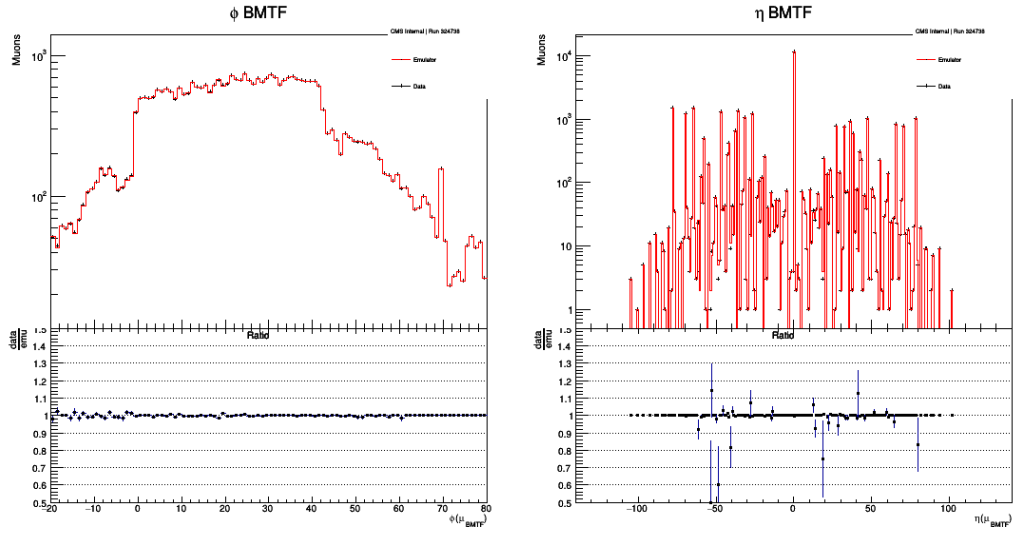 ϕ BMTF
CMS Internal | Run 324738
Emulator
Data
Muons
10³
10²
Ratio
data
emu
1.5
1.4
1.3
1.2
1.1
1
0.9
0.8
0.7
0.6
0.5
−20 −10 0 10 20 30 40 50 60 70 80
ϕ(μ BMTF)
η BMTF
CMS Internal | Run 324738
Emulator
Data
Muons
10⁴
10³
10²
10
1
Ratio
data
emu
1.5
1.4
1.3
1.2
1.1
1
0.9
0.8
0.7
0.6
0.5
−100 −50 0 50 100
η(μ BMTF)